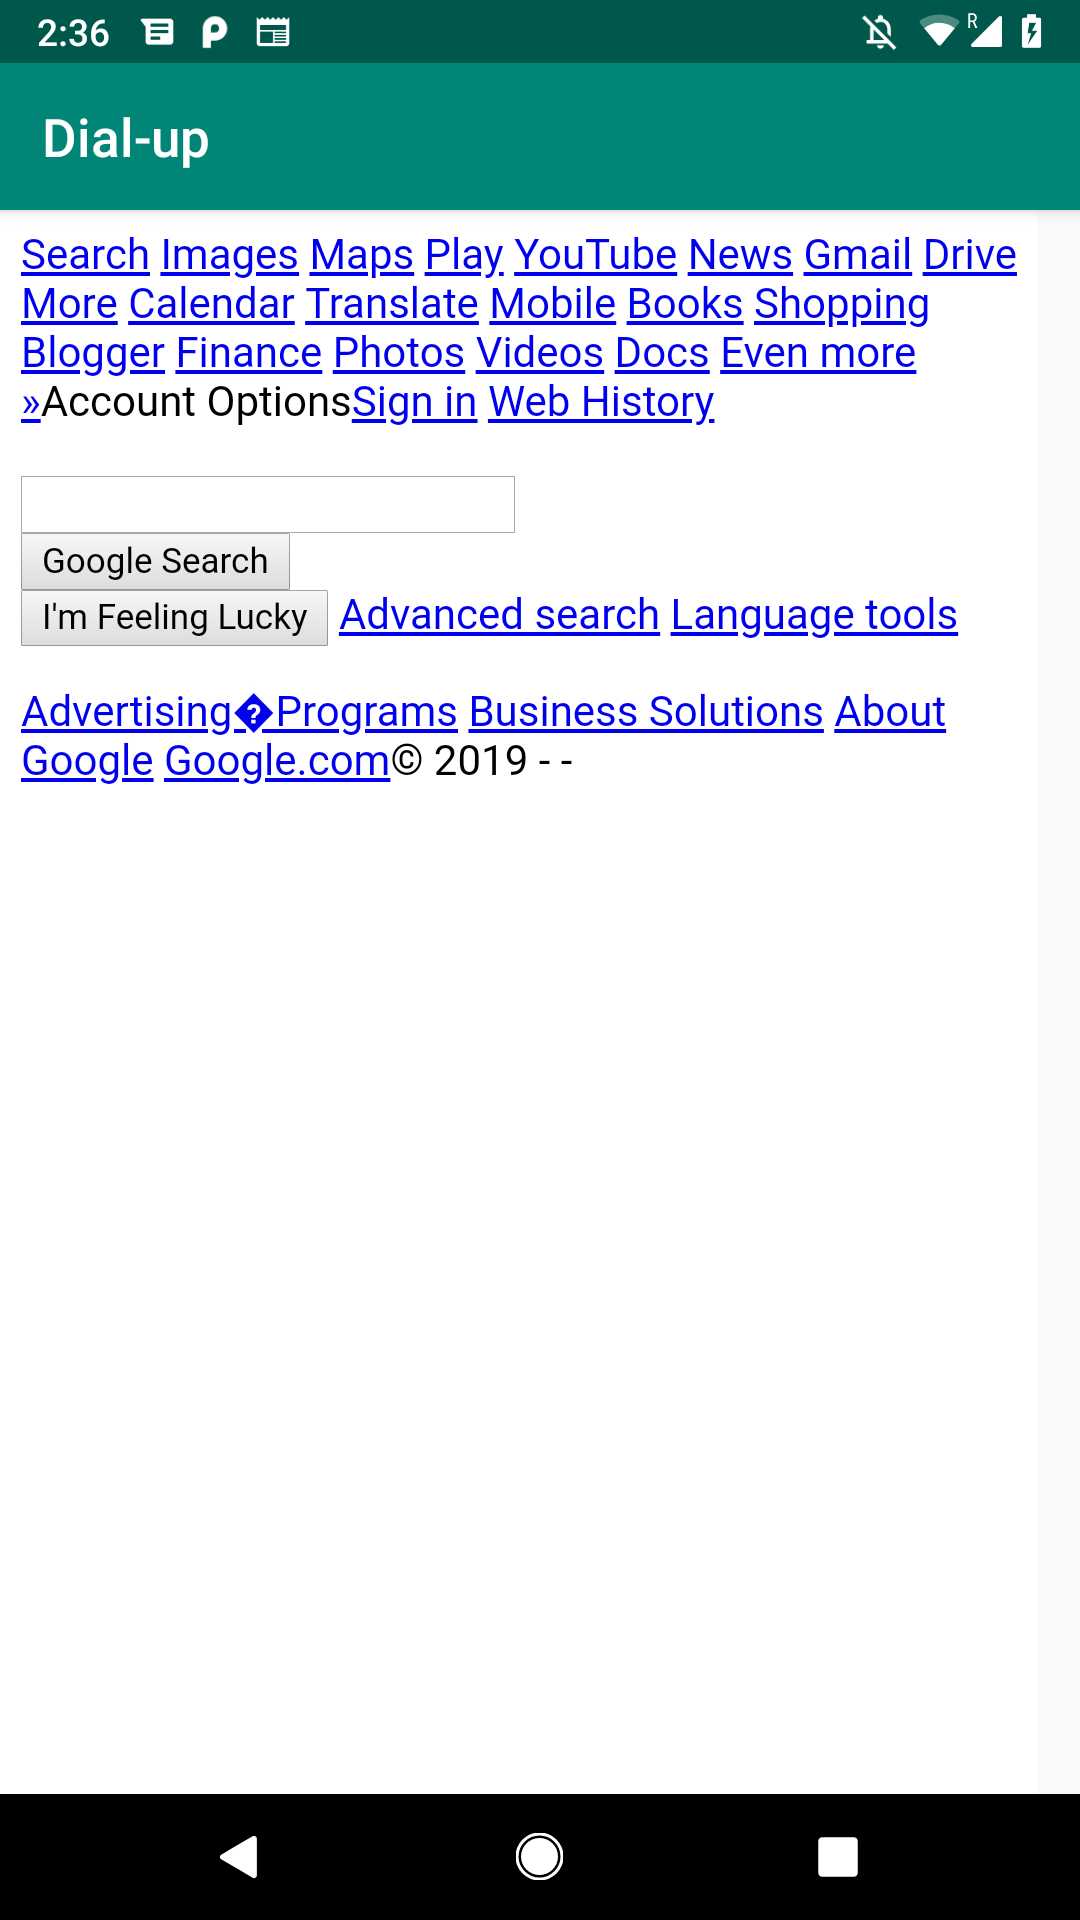 2:36
R
Dial-up
Search Images Maps Play YouTube News Gmail Drive
More Calendar Translate Mobile Books Shopping
Blogger Finance Photos Videos Docs Even more
»Account OptionsSign in Web History
Google Search
I'm Feeling Lucky Advanced search Language tools
Advertising�Programs Business Solutions About
Google Google.com© 2019 - -